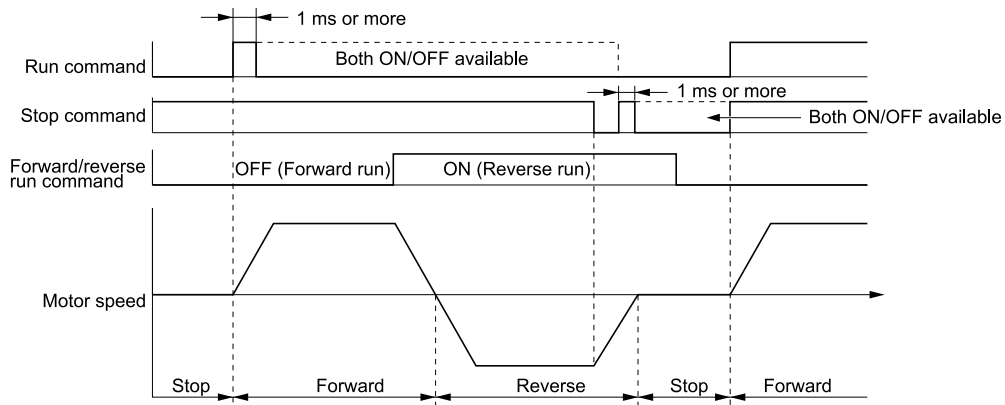 1 ms or more
Run command
Both ON/OFF available
Stop command
1 ms or more
Both ON/OFF available
Forward/reverse
run command
OFF (Forward run)
ON (Reverse run)
Motor speed
Stop
Forward
Reverse
Stop
Forward